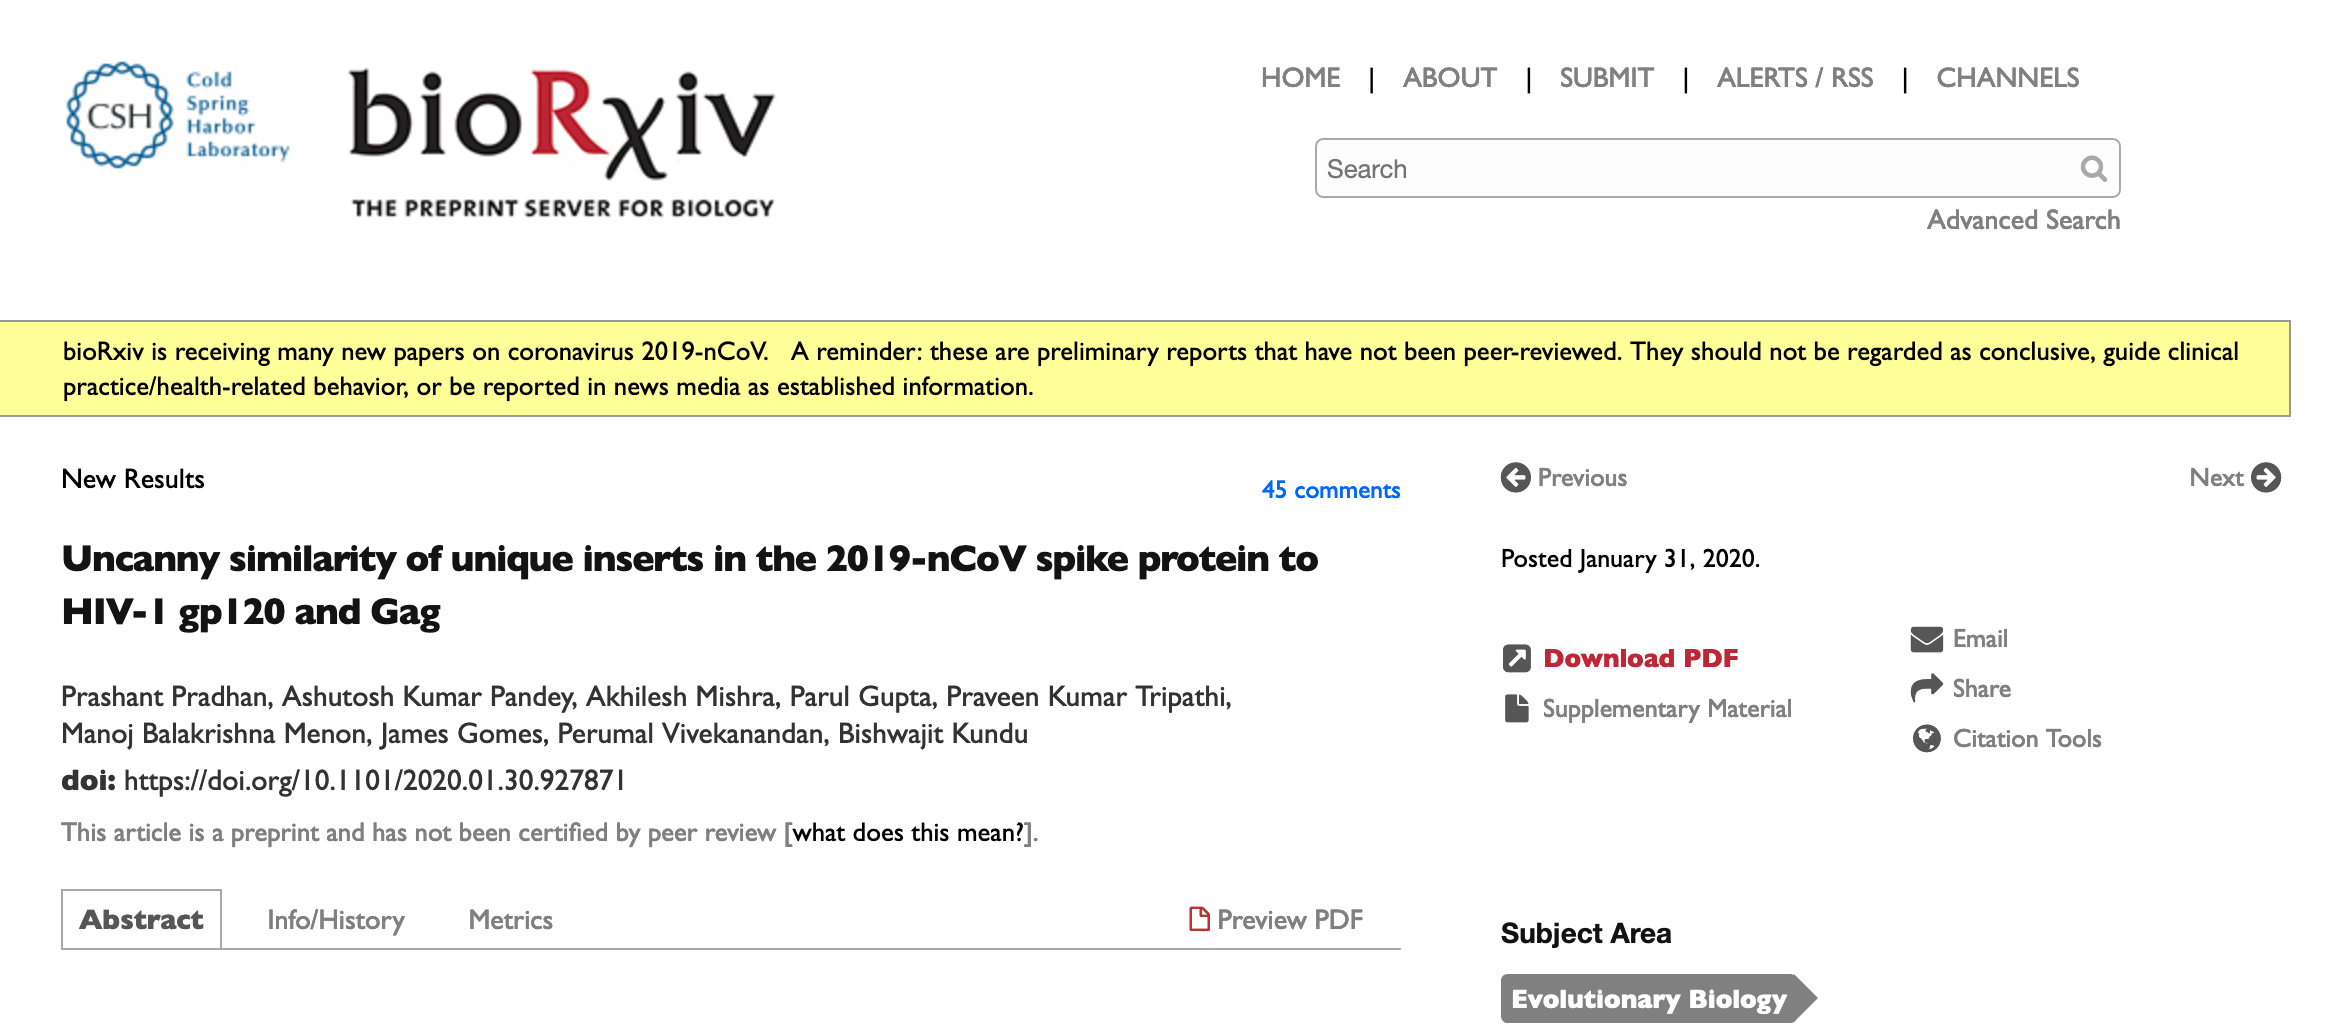 CSH
Cold
Spring
Harbor
Laboratory
bioRxiv
THE PREPRINT SERVER FOR BIOLOGY
HOME | ABOUT | SUBMIT | ALERTS / RSS | CHANNELS
Search
Advanced Search
bioRxiv is receiving many new papers on coronavirus 2019-nCoV.   A reminder: these are preliminary reports that have not been peer-reviewed. They should not be regarded as conclusive, guide clinical
practice/health-related behavior, or be reported in news media as established information.
New Results
45 comments
Uncanny similarity of unique inserts in the 2019-nCoV spike protein to
HIV-1 gp120 and Gag
Prashant Pradhan, Ashutosh Kumar Pandey, Akhilesh Mishra, Parul Gupta, Praveen Kumar Tripathi,
Manoj Balakrishna Menon, James Gomes, Perumal Vivekanandan, Bishwajit Kundu
doi: https://doi.org/10.1101/2020.01.30.927871
This article is a preprint and has not been certified by peer review [what does this mean?].
Abstract
Info/History
Metrics
Preview PDF
Previous
Next
Posted January 31, 2020.
Download PDF
Supplementary Material
Email
Share
Citation Tools
Subject Area
Evolutionary Biology